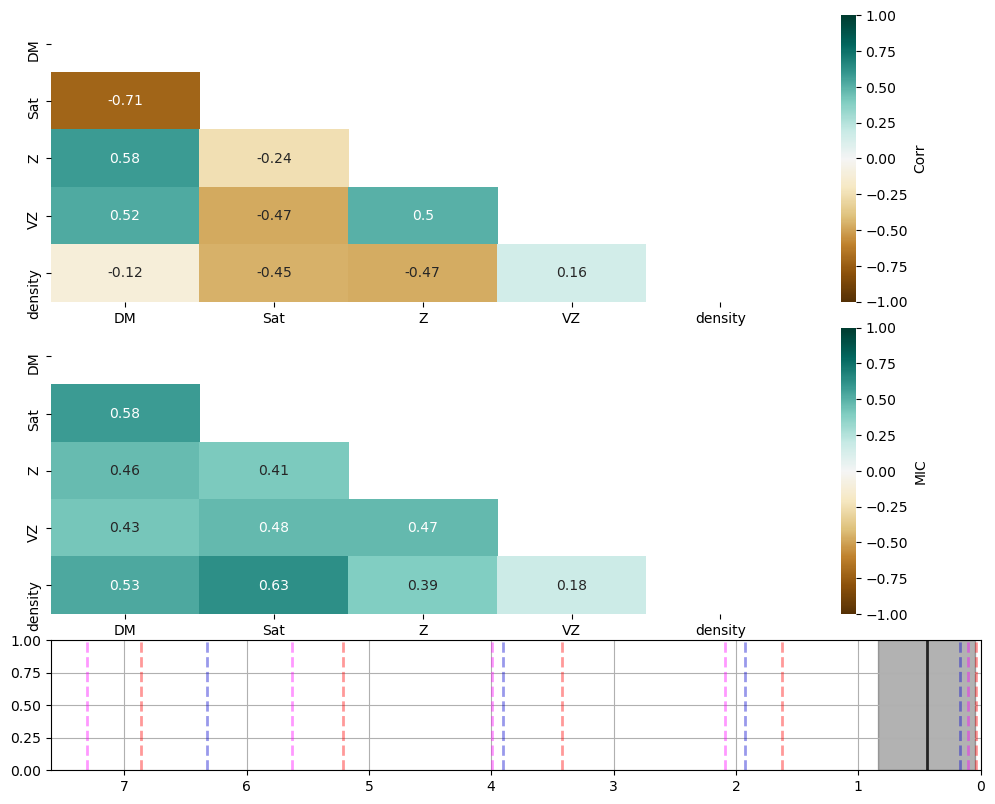 DM
Sat
-0.71
Z
0.58 -0.24
VZ
0.52 -0.47 0.5
density
-0.12 -0.45 -0.47 0.16
DM Sat Z VZ density
1.00
0.75
0.50
0.25
0.00
−0.25
−0.50
−0.75
−1.00
Corr
DM
Sat
0.58
Z
0.46 0.41
VZ
0.43 0.48 0.47
density
0.53 0.63 0.39 0.18
DM Sat Z VZ density
1.00
0.75
0.50
0.25
0.00
−0.25
−0.50
−0.75
−1.00
MIC
1.00
0.75
0.50
0.25
0.00
7 6 5 4 3 2 1 0